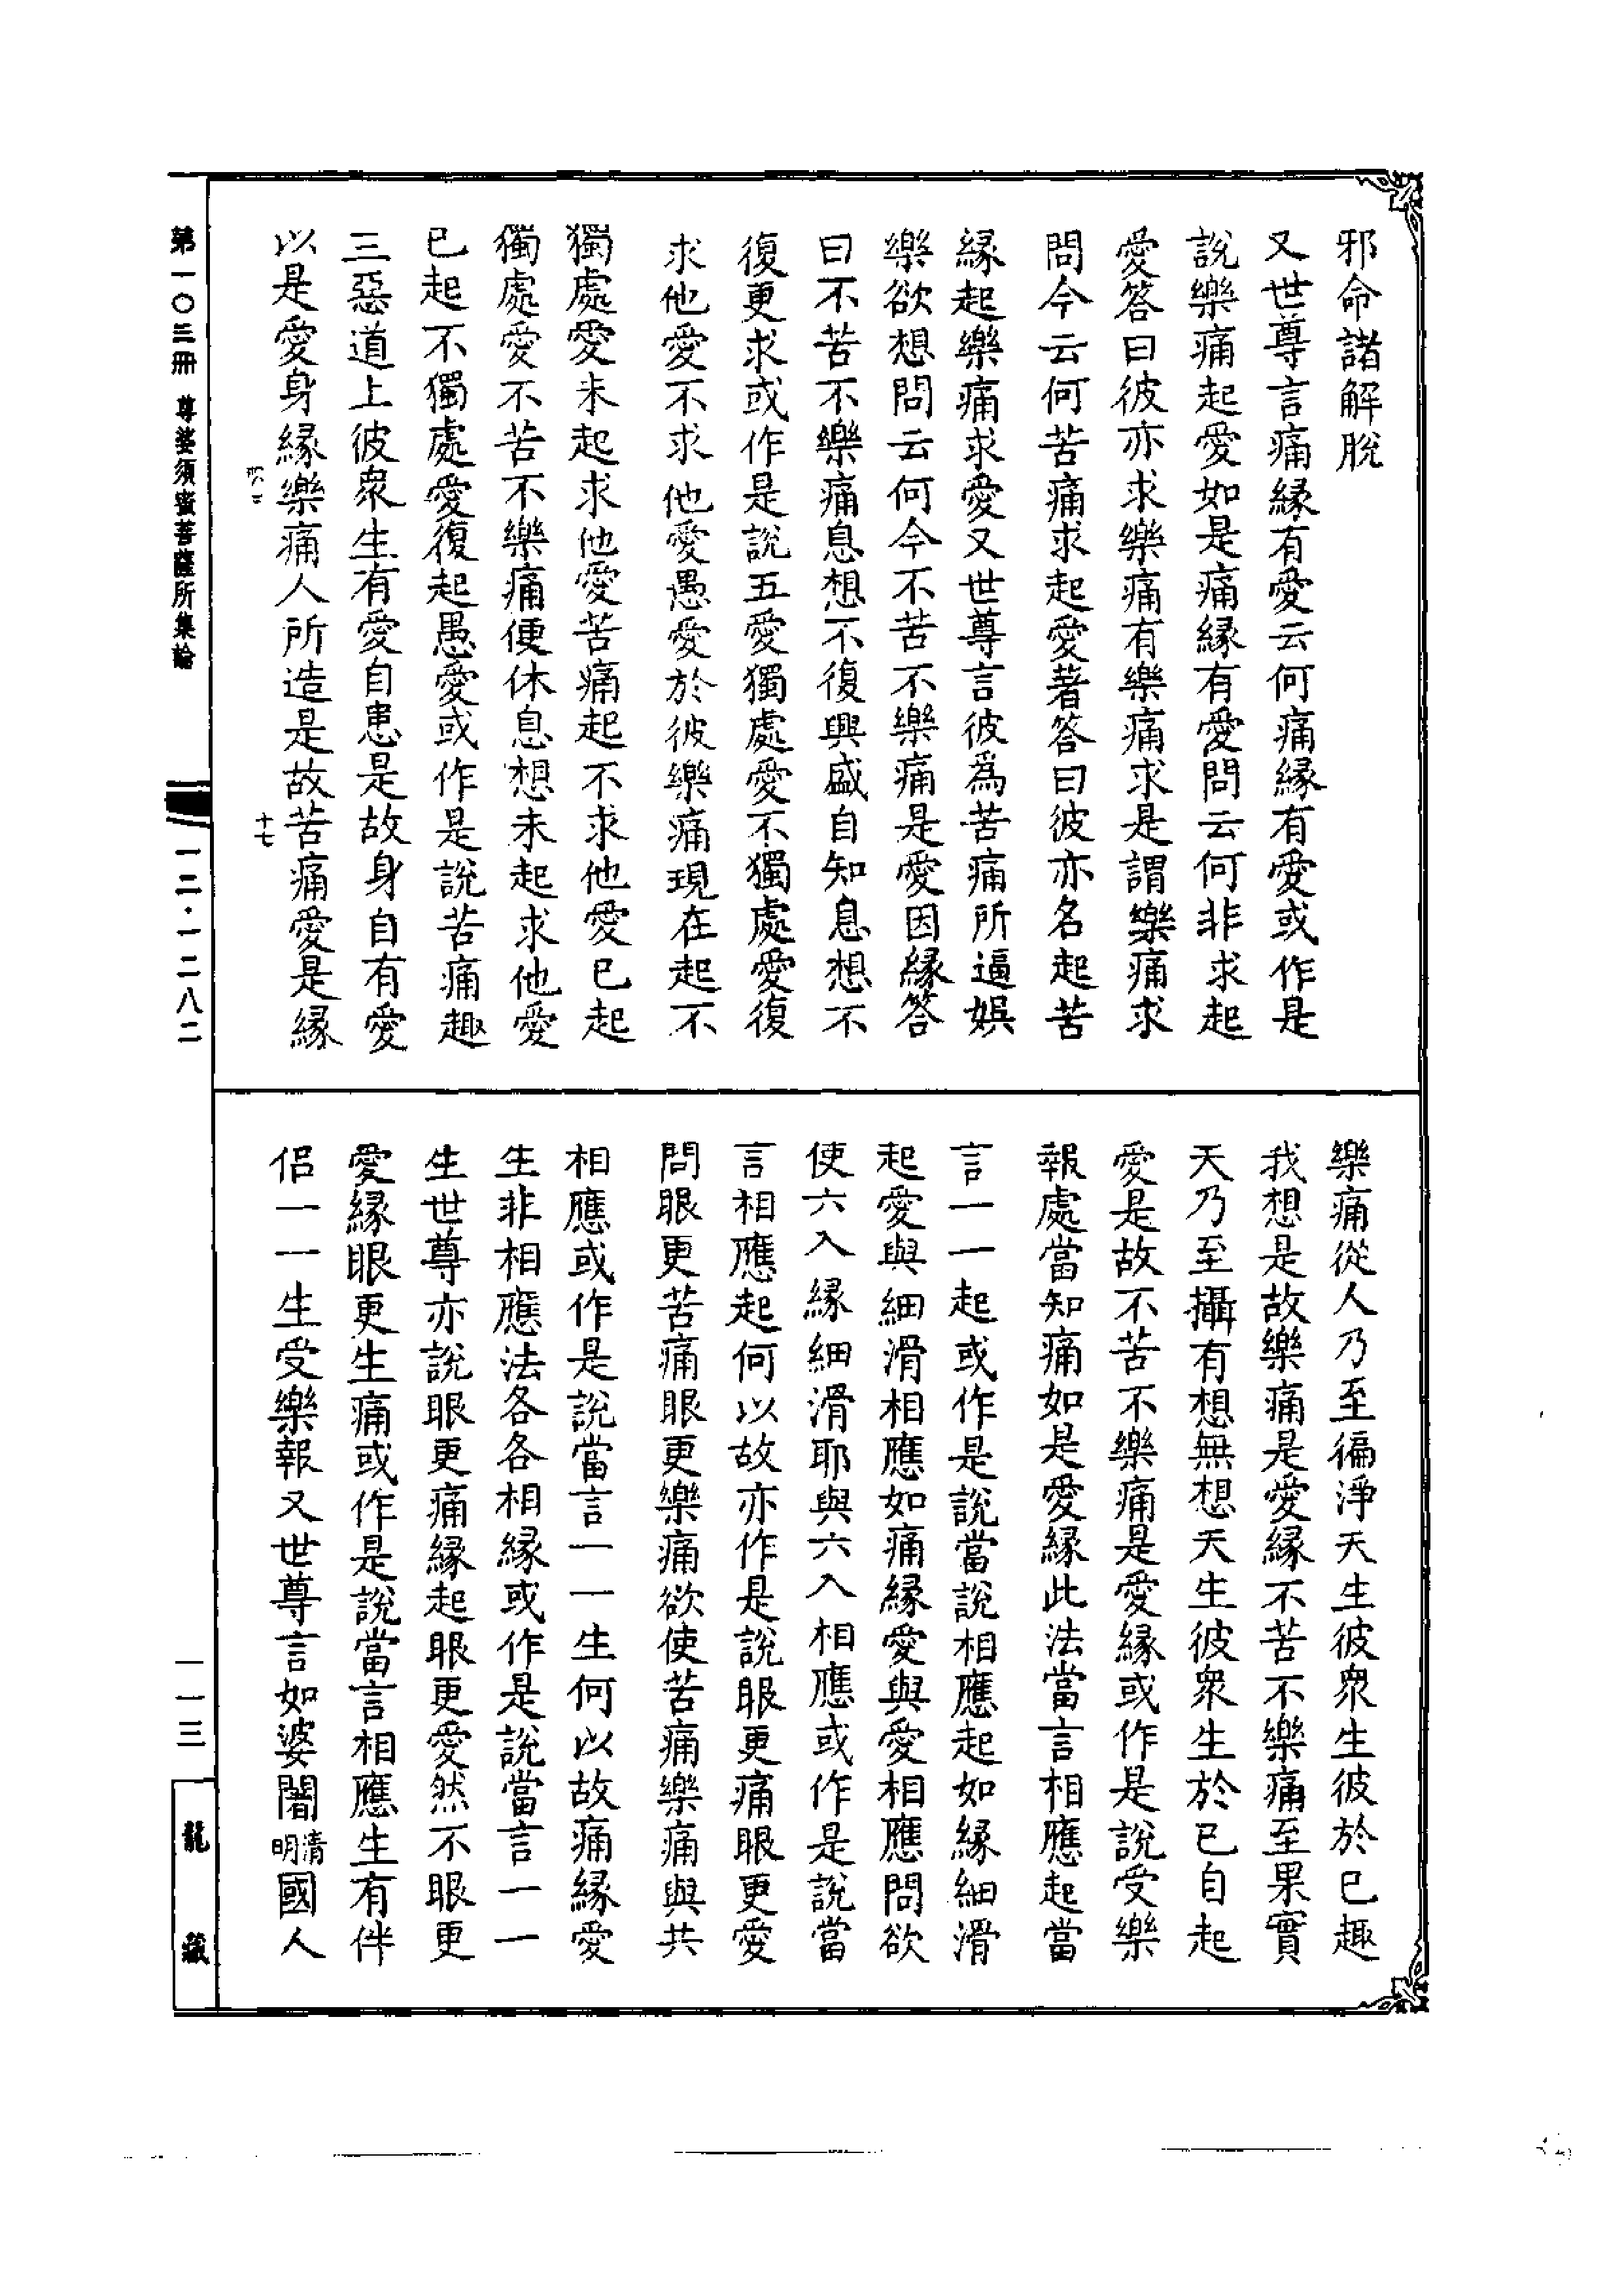 邪命諸解脫
又世尊言痛緣有愛云何痛緣有愛或作是
說樂痛起愛如是痛緣有愛問云何非求起
愛答曰彼亦求樂痛有樂痛求是謂樂痛求
問今云何苦痛求起愛著答曰彼亦名起苦
緣起樂痛求愛又世尊言彼爲苦痛所逼娛
樂欲想問云何今不苦不樂痛是愛因緣答
曰不苦不樂痛息想不復興盛自知息想不
復更求或作是說五愛獨處愛不獨處愛復
求他愛不求他愛愚愛於彼樂痛現在起不
獨處愛未起求他愛苦痛起不求他愛已起
獨處愛不苦不樂痛便休息想未起求他愛
已起不獨處愛復起愚愛或作是說苦痛趣
三惡道上彼衆生有愛自患是故身自有愛
以是愛身緣樂痛人所造是故苦痛愛是緣
樂痛從人乃至徧淨天生彼衆生彼於已趣
我想是故樂痛是愛緣不苦不樂痛至果實
天乃至攝有想無想天生彼衆生於已自起
愛是故不苦不樂痛是愛緣或作是說受樂
報處當知痛如是愛緣此法當言相應起當
言一一起或作是說當說相應起如緣細滑
起愛與細滑相應如痛緣愛與愛相應問欲
使六入緣細滑耶與六入相應或作是說當
言相應起何以故亦作是說眼更痛眼更愛
問眼更苦痛眼更樂痛欲使苦痛樂痛與共
相應或作是說當言一一生何以故痛緣愛
生非相應法各各相緣或作是說當言一一
生世尊亦說眼更痛緣起眼更愛然不眼更
愛緣眼更生痛或作是說當言相應生有伴
侶一一生受樂報又世尊言如婆闍清明國人
第一〇三冊 尊婆須蜜菩薩所集論
十七
一二·一二八二
一一三
龍藏